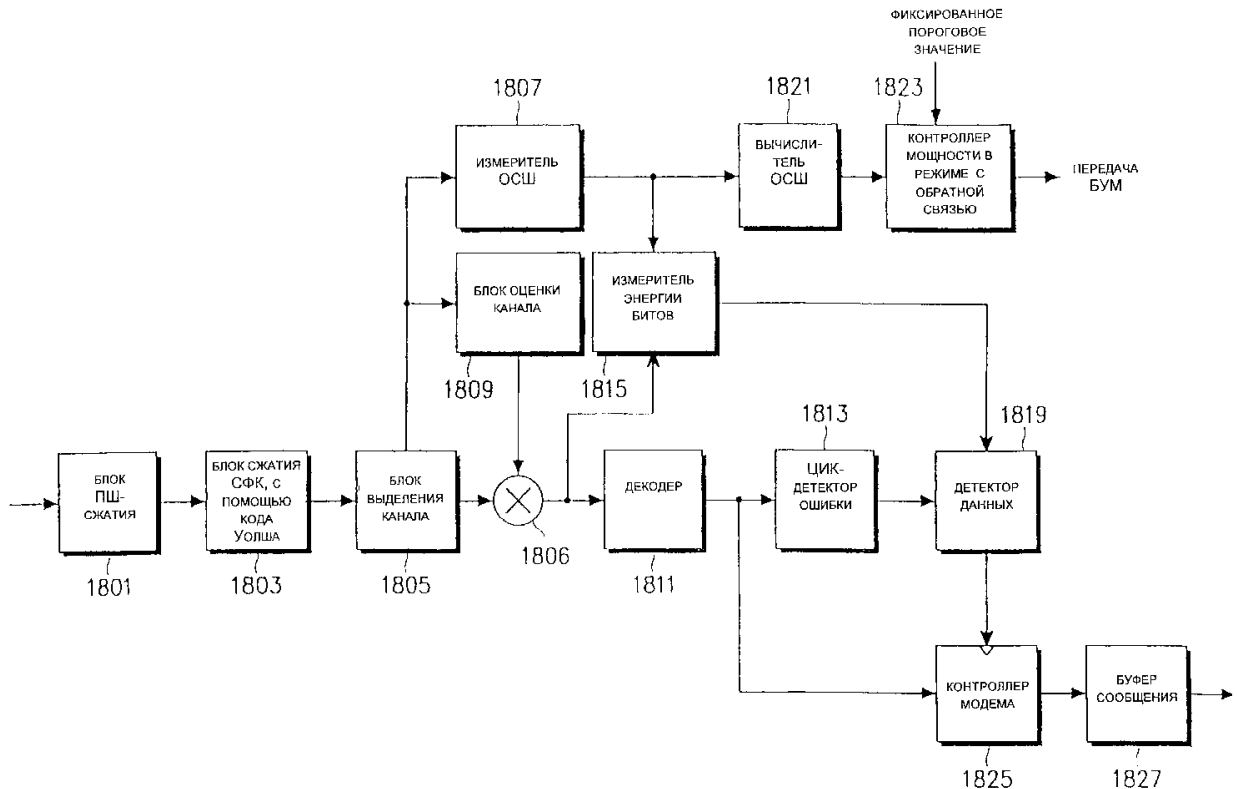 ФИКСИРОВАННОЕ
ПОРОГОВОЕ
ЗНАЧЕНИЕ
1807
1821
1823
ИЗМЕРИТЕЛЬ
ОСШ
ВЫЧИСЛИ-
ТЕЛЬ
ОСШ
КОНТРОЛЛЕР
МОЩНОСТИ В
РЕЖИМЕ С
ОБРАТНОЙ
СВЯЗЬЮ
ПЕРЕДАЧА
БУМ
БЛОК ОЦЕНКИ
КАНАЛА
ИЗМЕРИТЕЛЬ
ЭНЕРГИИ
БИТОВ
1809
1815
1813
1819
БЛОК
ПШ-
СЖАТИЯ
БЛОК СЖАТИЯ
СФК, С
ПОМОЩЬЮ
КОДА
УОЛША
БЛОК
ВЫДЕЛЕНИЯ
КАНАЛА
ДЕКОДЕР
ЦИК-
ДЕТЕКТОР
ОШИБКИ
ДЕТЕКТОР
ДАННЫХ
1801
1803
1805
1806
1811
КОНТРОЛЛЕР
МОДЕМА
БУФЕР
СООБЩЕНИЯ
1825
1827